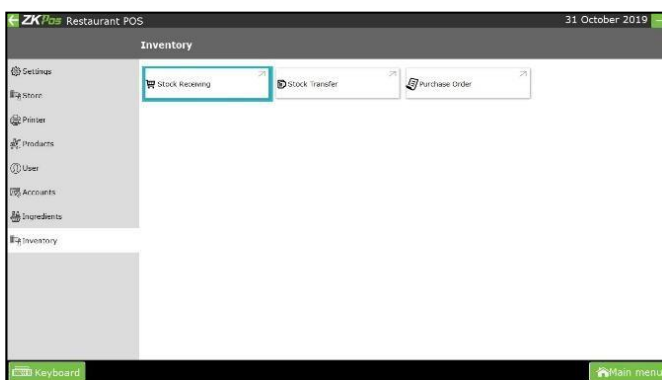 ZKPos Restaurant POS
31 October 2019
Inventory
Settings
Store
Printer
Products
User
Accounts
Ingredients
Inventory
Stock Receiving
Stock Transfer
Purchase Order
Keyboard
Main menu